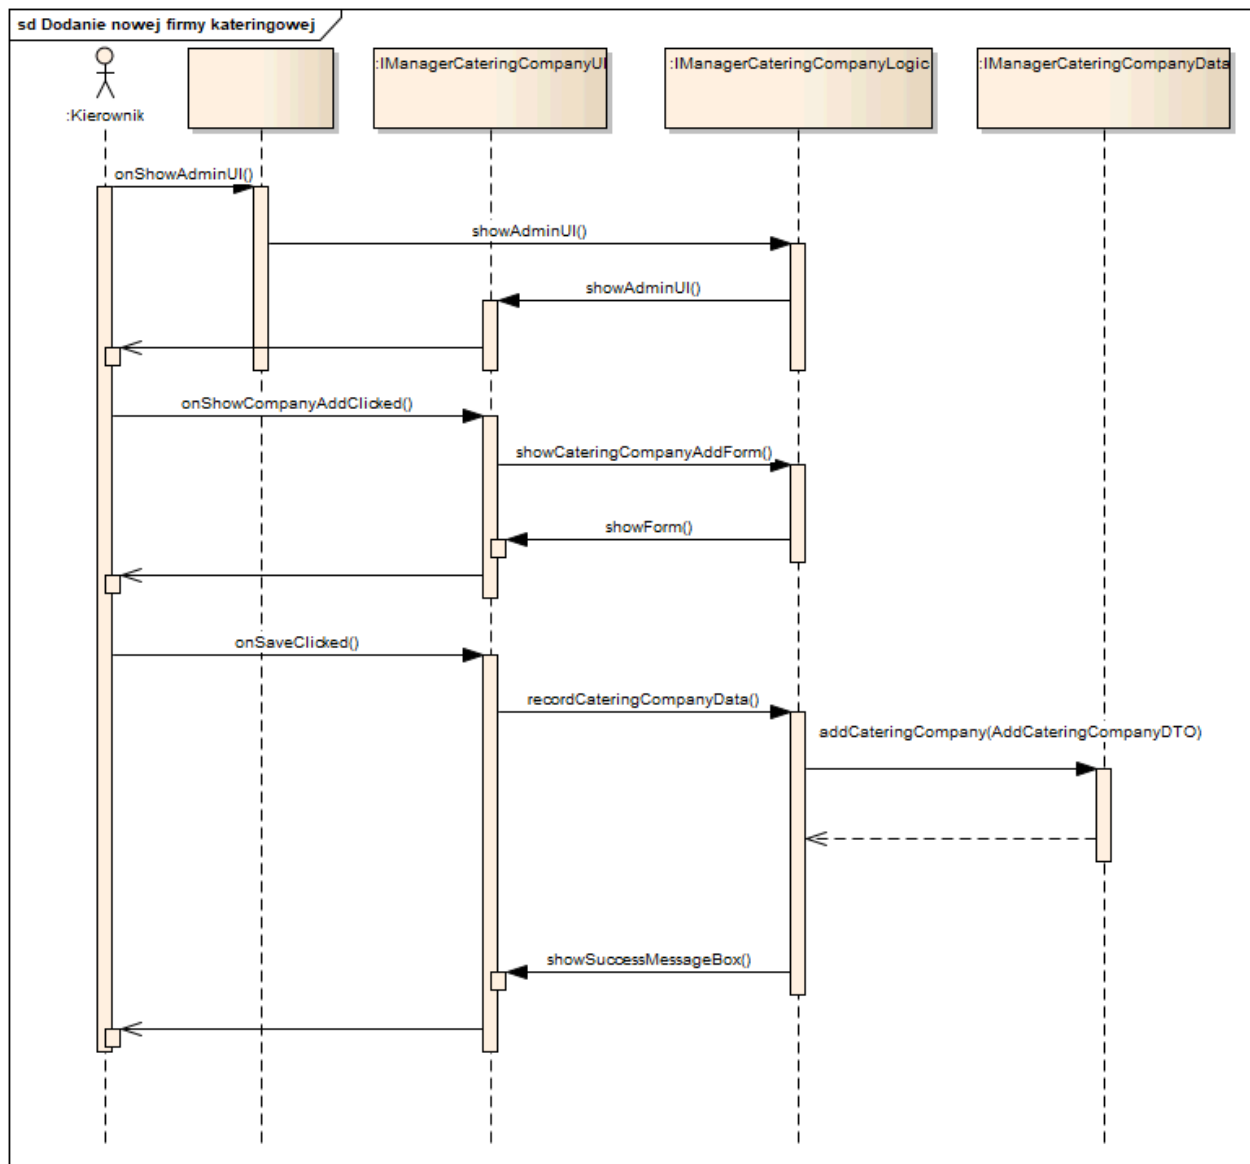 sd Dodanie nowej firmy kateringowej
:Kierownik
:IManagerCateringCompanyUI
:IManagerCateringCompanyLogic
:IManagerCateringCompanyData
onShowAdminUI()
showAdminUI()
showAdminUI()
onShowCompanyAddClicked()
showCateringCompanyAddForm()
showForm()
onSaveClicked()
recordCateringCompanyData()
addCateringCompany(AddCateringCompanyDTO)
showSuccessMessageBox()